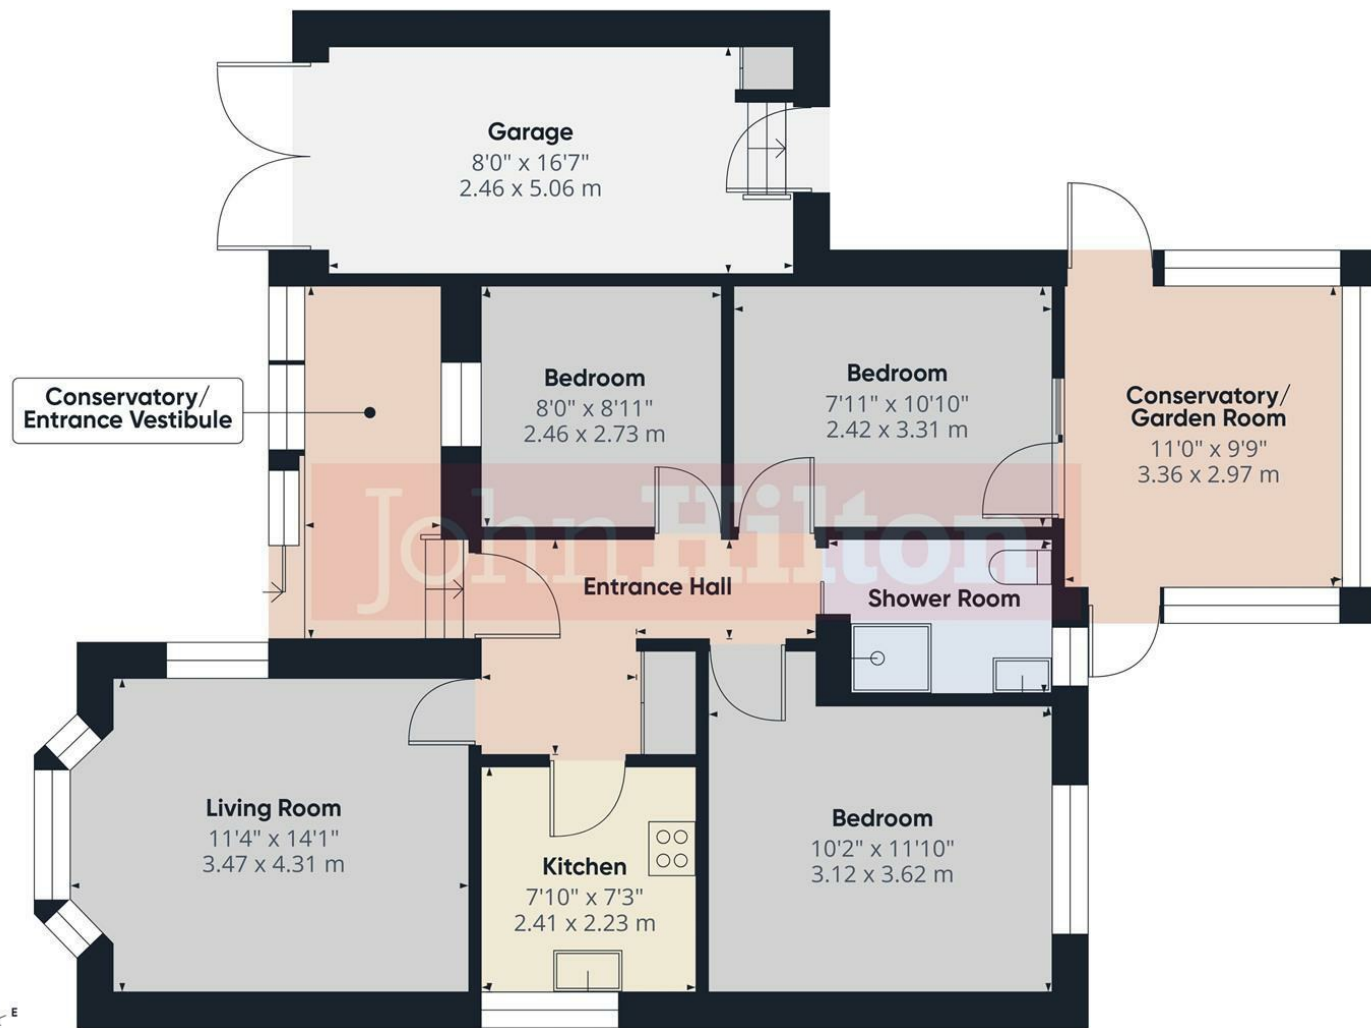 Garage
8'0" x 16'7"
2.46 x 5.06 m
Conservatory/
Entrance Vestibule
Bedroom
8'0" x 8'11"
2.46 x 2.73 m
Bedroom
7'11" x 10'10"
2.42 x 3.31 m
Conservatory/
Garden Room
11'0" x 9'9"
3.36 x 2.97 m
John Hilton
Entrance Hall
Shower Room
Living Room
11'4" x 14'1"
3.47 x 4.31 m
Kitchen
7'10" x 7'3"
2.41 x 2.23 m
Bedroom
10'2" x 11'10"
3.12 x 3.62 m
E